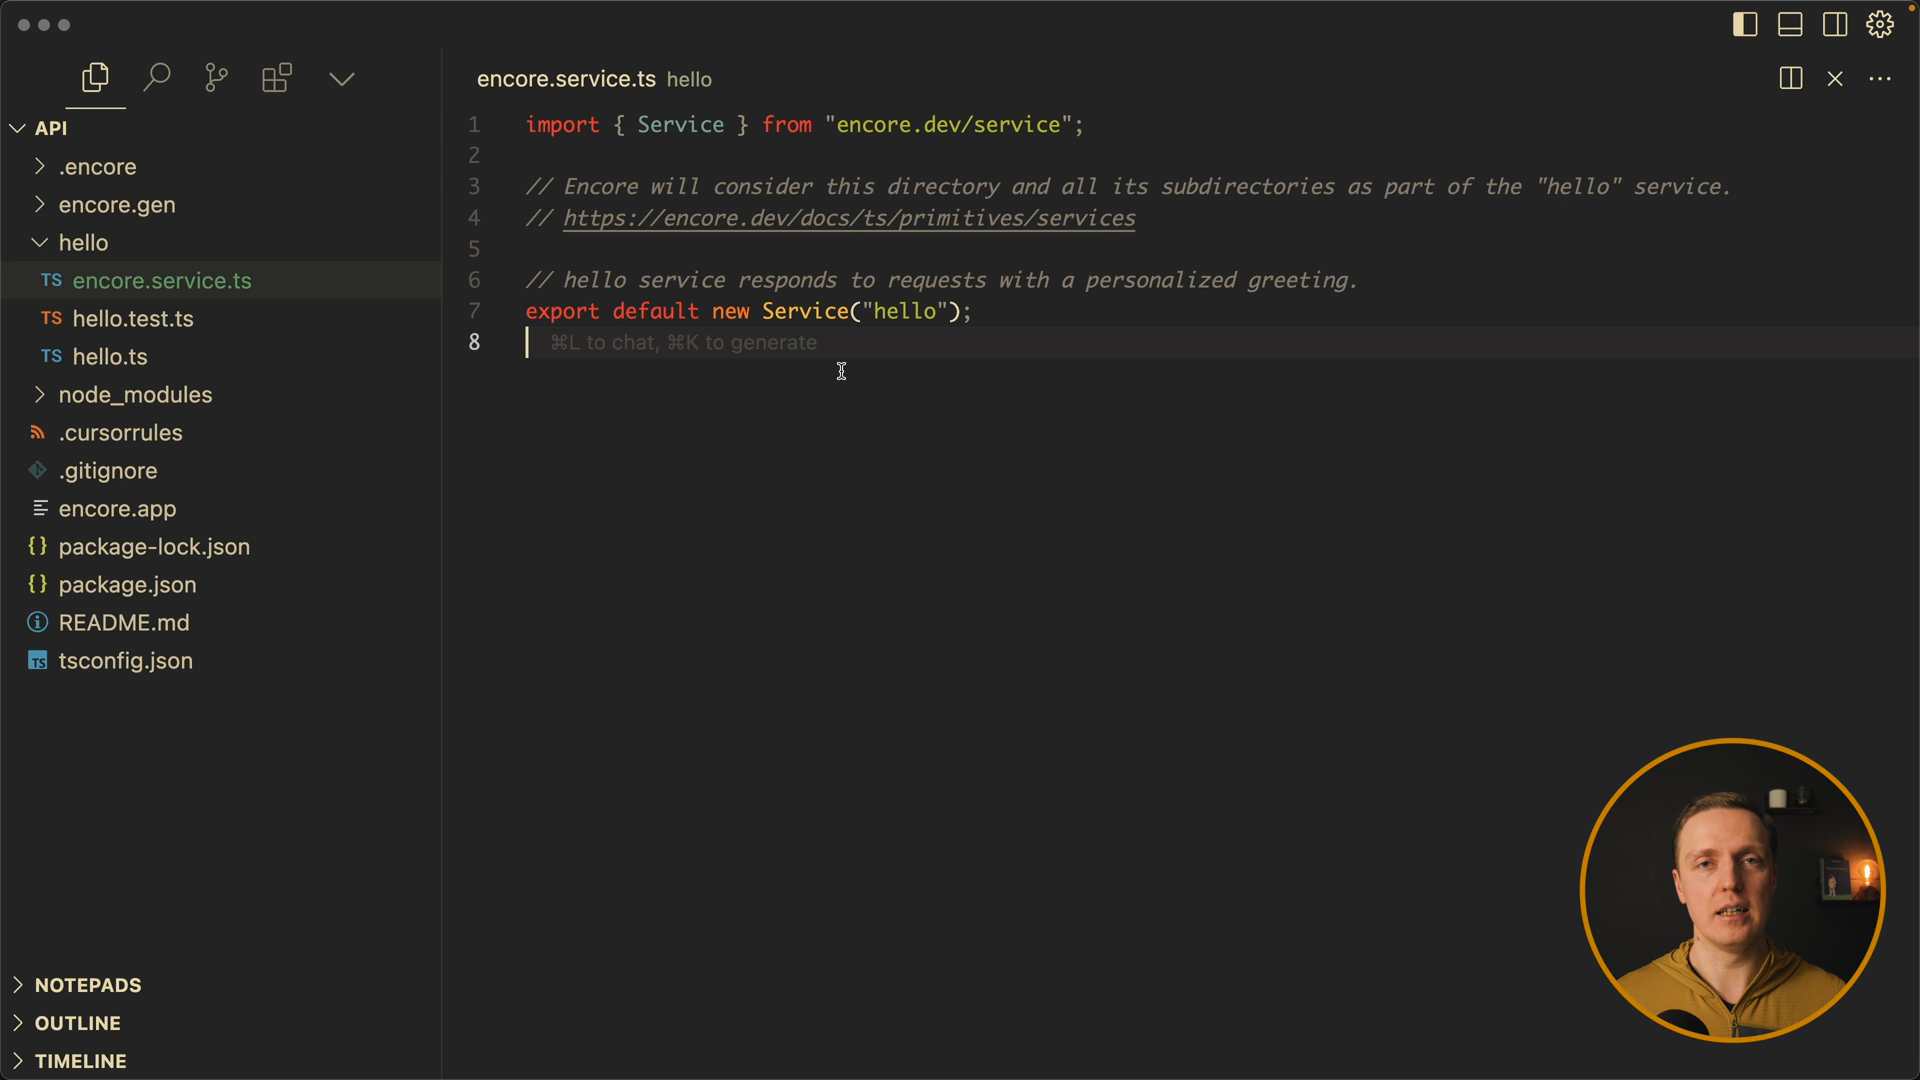 API
.encore
encore.gen
hello
TS encore.service.ts
TS hello.test.ts
TS hello.ts
node_modules
.cursorrules
.gitignore
encore.app
{} package-lock.json
{} package.json
README.md
TS tsconfig.json
NOTEPADS
OUTLINE
TIMELINE
encore.service.ts hello
1 import { Service } from "encore.dev/service";
2
3 // Encore will consider this directory and all its subdirectories as part of the "hello" service.
4 // https://encore.dev/docs/ts/primitives/services
5
6 // hello service responds to requests with a personalized greeting.
7 export default new Service("hello");
8 ⌘L to chat, ⌘K to generate